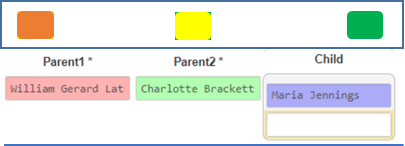 Parent1 * Parent2 * Child
William Gerard Lat Charlotte Brackett Maria Jennings